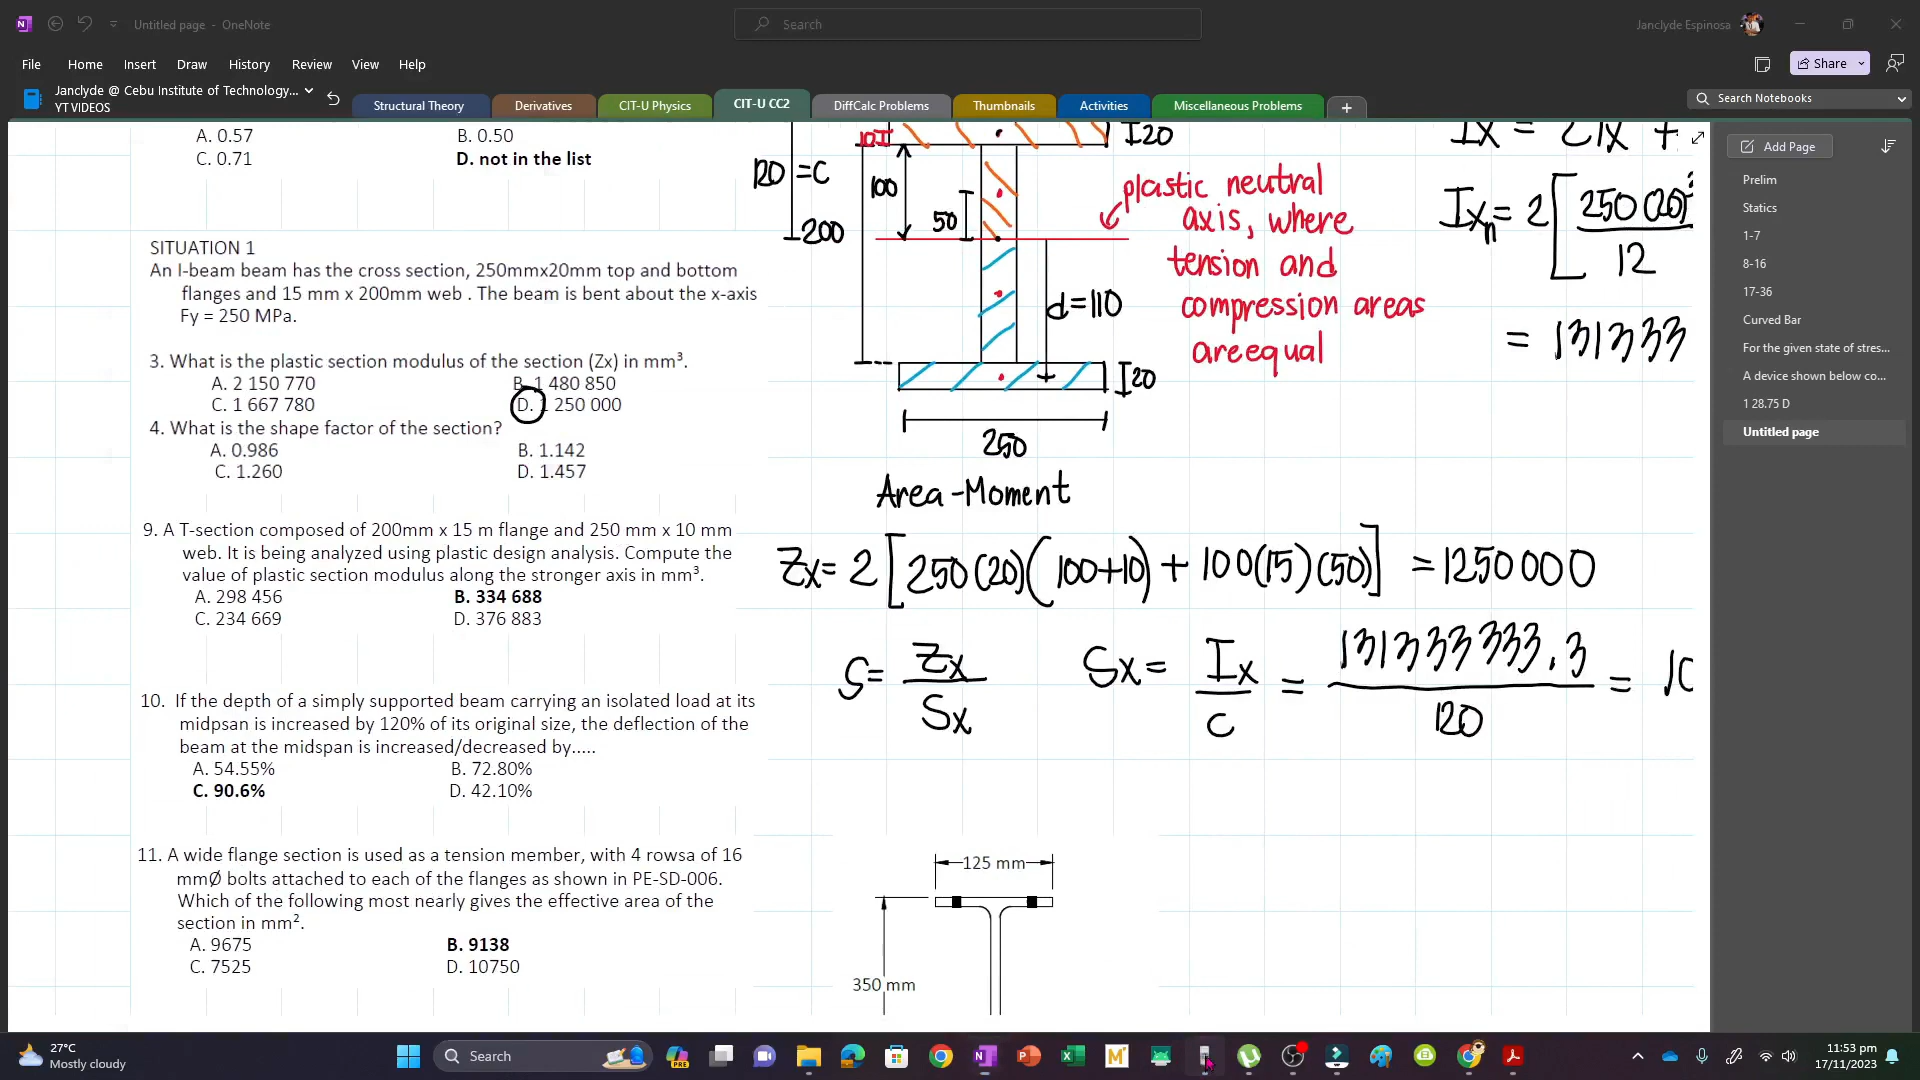 Untitled page - OneNote
Search
Janclyde Espinosa
File Home Insert Draw History Review View Help
Share
Janclyde @ Cebu Institute of Technology...
YT VIDEOS
Structural Theory
Derivatives
CIT-U Physics
CIT-U CC2
DiffCalc Problems
Thumbnails
Activities
Miscellaneous Problems
Search Notebooks
Add Page
Prelim
Statics
1-7
8-16
17-36
Curved Bar
For the given state of stres...
A device shown below co...
1 28.75 D
Untitled page
A. 0.57 B. 0.50
C. 0.71 D. not in the list
SITUATION 1
An I-beam beam has the cross section, 250mmx20mm top and bottom
flanges and 15 mm x 200mm web . The beam is bent about the x-axis
Fy = 250 MPa.
3. What is the plastic section modulus of the section (Zx) in mm³.
A. 2 150 770 B. 1 480 850
C. 1 667 780 D. 1 250 000
4. What is the shape factor of the section?
A. 0.986 B. 1.142
C. 1.260 D. 1.457
9. A T-section composed of 200mm x 15 m flange and 250 mm x 10 mm
web. It is being analyzed using plastic design analysis. Compute the
value of plastic section modulus along the stronger axis in mm³.
A. 298 456 B. 334 688
C. 234 669 D. 376 883
10. If the depth of a simply supported beam carrying an isolated load at its
midpsan is increased by 120% of its original size, the deflection of the
beam at the midspan is increased/decreased by.....
A. 54.55% B. 72.80%
C. 90.6% D. 42.10%
11. A wide flange section is used as a tension member, with 4 rowsa of 16
mmØ bolts attached to each of the flanges as shown in PE-SD-006.
Which of the following most nearly gives the effective area of the
section in mm².
A. 9675 B. 9138
C. 7525 D. 10750
10
20
120 = C
100
50
200
plastic neutral
axis, where
tension and
compression areas
are equal
d=110
20
250
Ixn = 2[250(20)³
12
= 131333
Area-Moment
Zx= 2[250(20)(100+10)+100(15)(50)] =1250000
S= Zx
Sx
Sx= Ix = 131333333.3 = 10
C 120
125 mm
350 mm
27°C
Mostly cloudy
Search
PRE
11:53 pm
17/11/2023